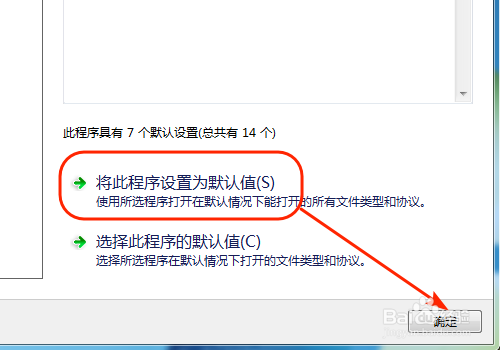 此程序具有 7 个默认设置(总共有 14 个)
将此程序设置为默认值(S)
使用所选程序打开在默认情况下能打开的所有文件类型和协议。
选择此程序的默认值(C)
选择所选程序在默认情况下打开的文件类型和协议。
确定